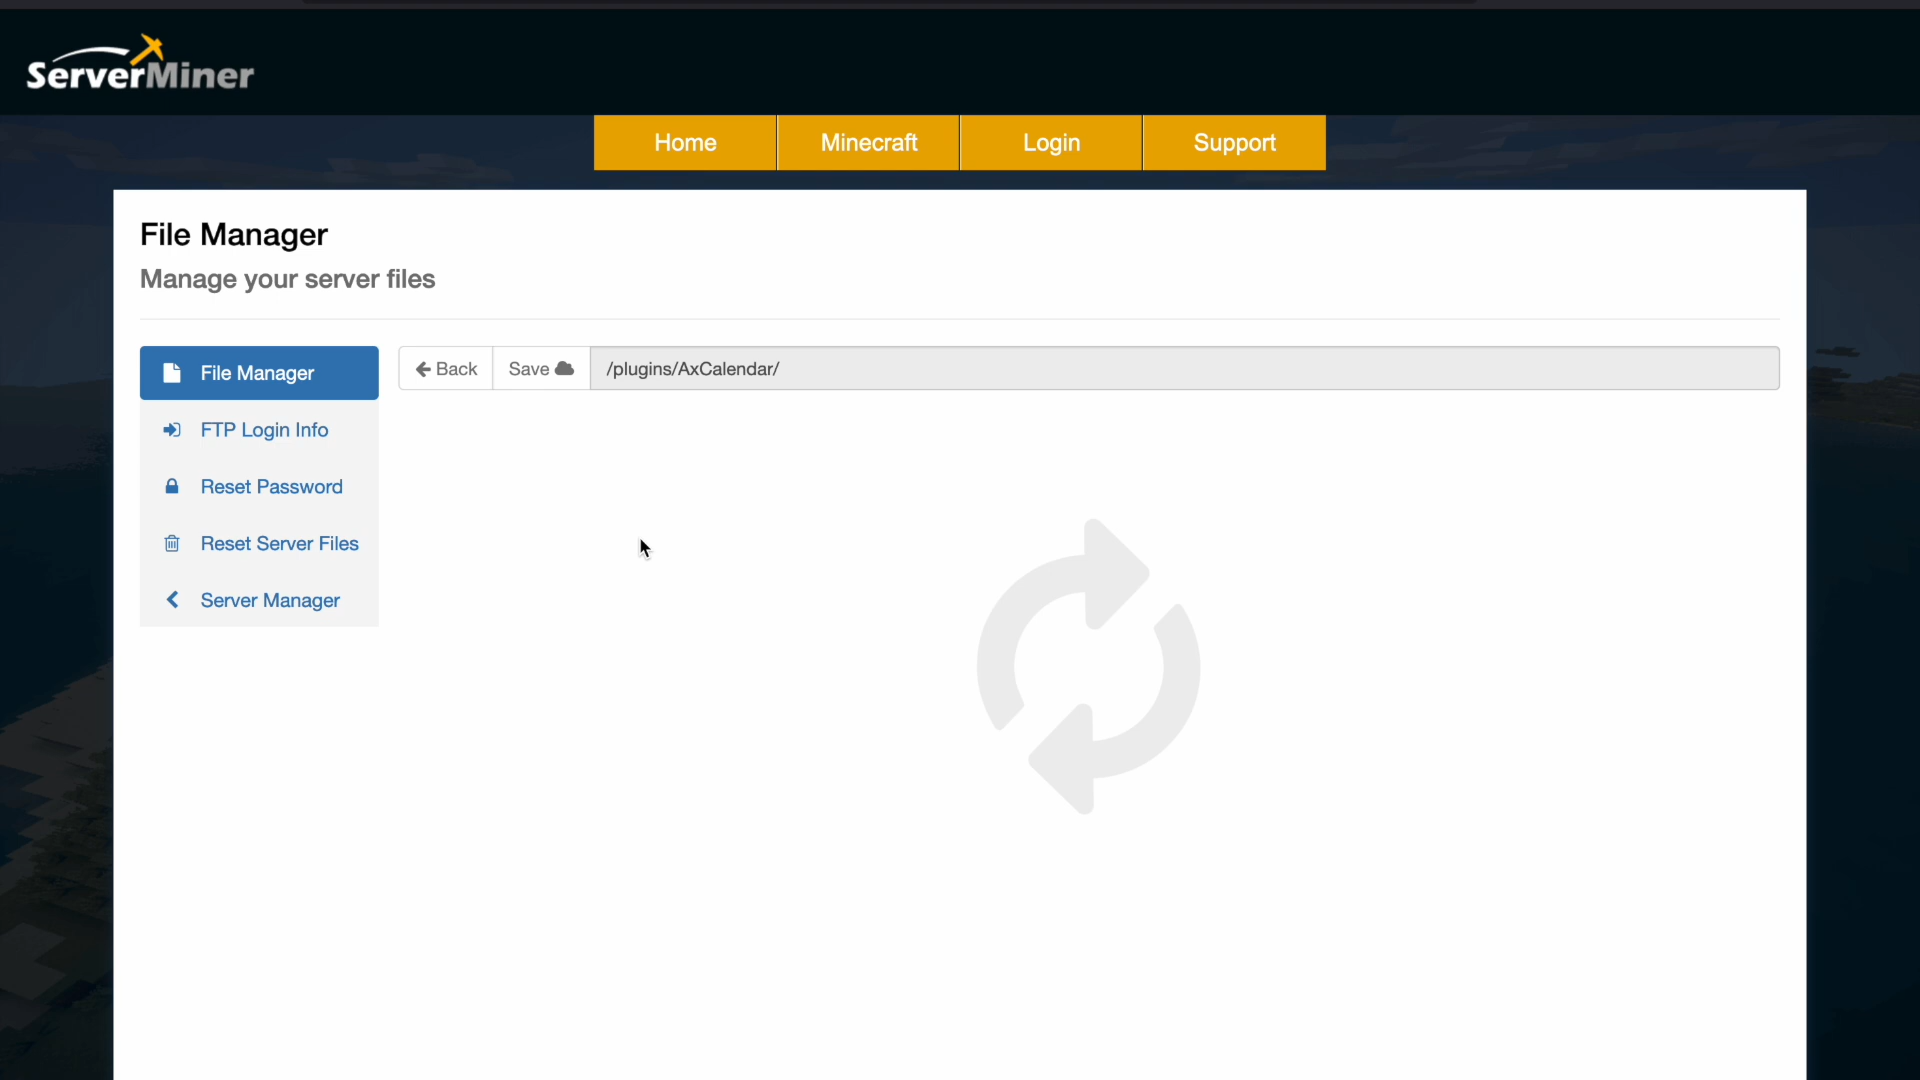 ServerMiner
Home
Minecraft
Login
Support
File Manager
Manage your server files
File Manager
FTP Login Info
Reset Password
Reset Server Files
Server Manager
Back
Save
/plugins/AxCalendar/